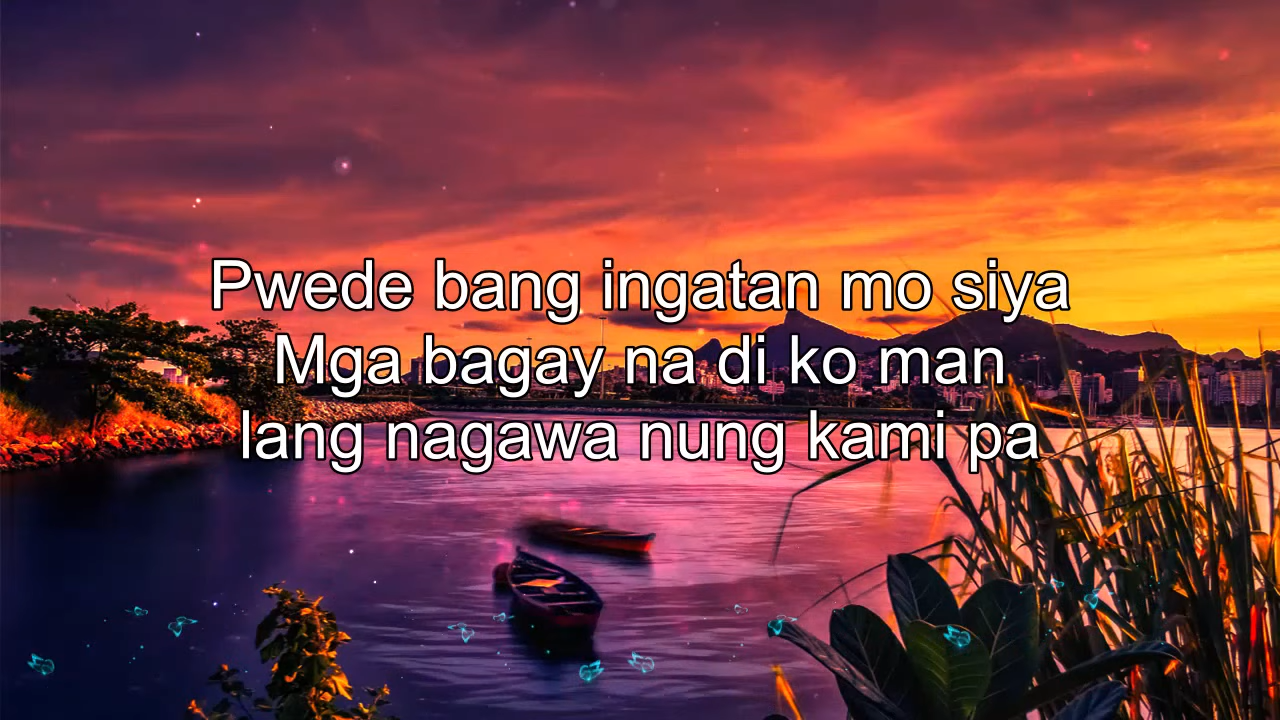 Pwede bang ingatan mo siya
Mga bagay na di ko man
lang nagawa nung kami pa